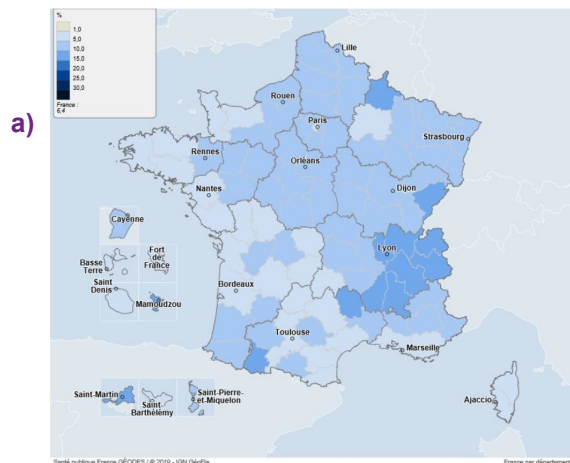 a)
%
1,0
5,0
10,0
15,0
20,0
25,0
30,0
France :
6,4
Lille
Rouen
Paris
Strasbourg
Rennes
Orléans
Nantes
Dijon
Cayenne
Lyon
Basse
Terre
Fort
de
France
Saint
Denis
Mamoudzou
Bordeaux
Toulouse
Marseille
Saint-Martin
Saint-
Barthélémy
Saint-Pierre-
et-Miquelon
Ajaccio
Santé publique France GÉODES / © 2019 - IGN GéoFla
France par département